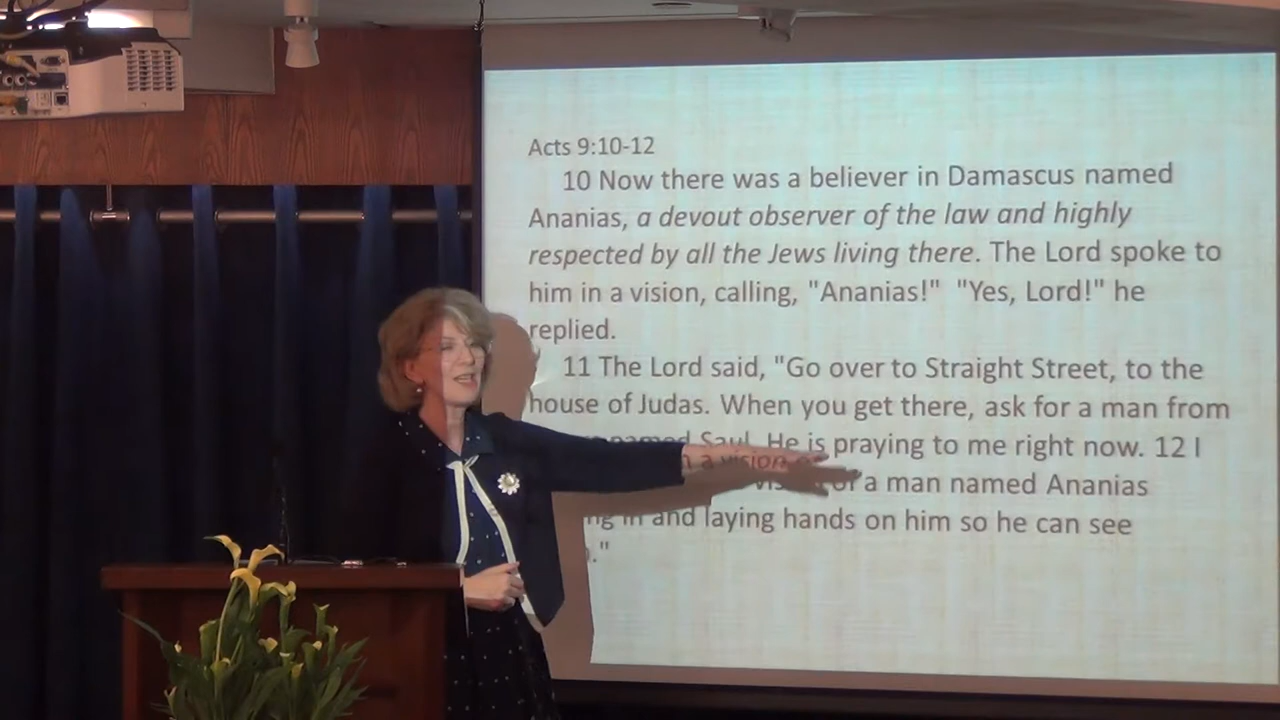 Acts 9:10-12
10 Now there was a believer in Damascus named
Ananias, a devout observer of the law and highly
respected by all the Jews living there. The Lord spoke to
him in a vision, calling, "Ananias!" "Yes, Lord!" he
replied.
11 The Lord said, "Go over to Straight Street, to the
house of Judas. When you get there, ask for a man from
named Saul. He is praying to me right now. 12 I
a vision of a man named Ananias
and laying hands on him so he can see